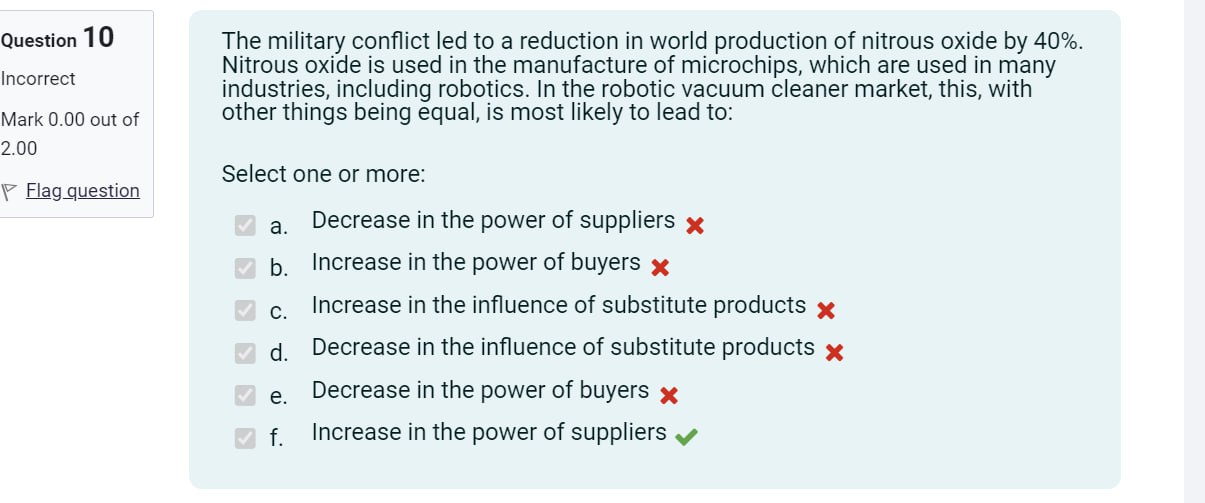 Question 10
Incorrect
Mark 0.00 out of
2.00
Flag question
The military conflict led to a reduction in world production of nitrous oxide by 40%.
Nitrous oxide is used in the manufacture of microchips, which are used in many
industries, including robotics. In the robotic vacuum cleaner market, this, with
other things being equal, is most likely to lead to:
Select one or more:
a. Decrease in the power of suppliers
b. Increase in the power of buyers
c. Increase in the influence of substitute products
d. Decrease in the influence of substitute products
e. Decrease in the power of buyers
f. Increase in the power of suppliers